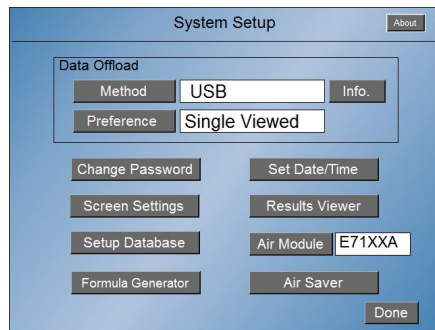 System Setup
About
Data Offload
Method USB Info.
Preference Single Viewed
Change Password Set Date/Time
Screen Settings Results Viewer
Setup Database Air Module E71XXA
Formula Generator Air Saver
Done